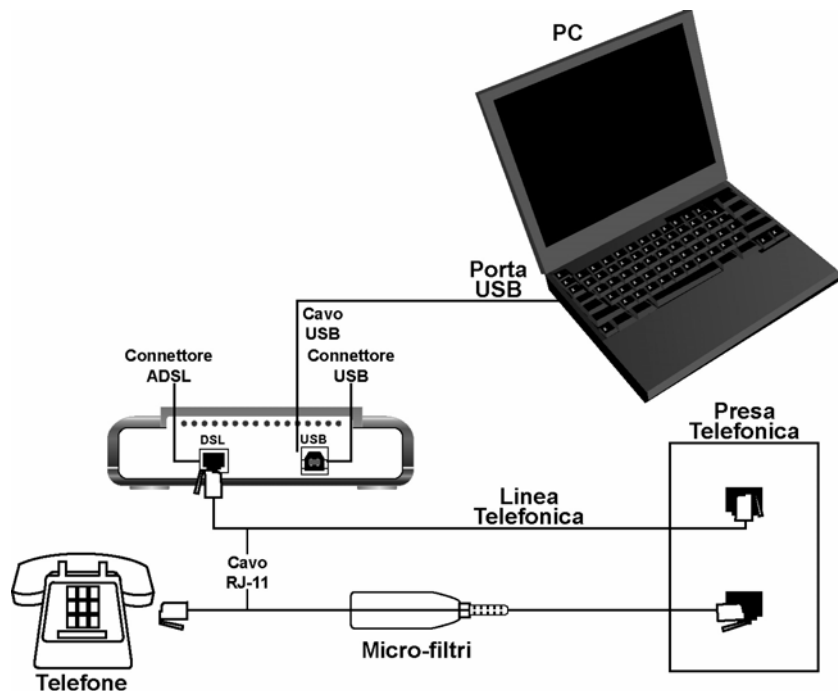 PC
Porta
USB
Cavo
USB
Connettore
ADSL
Connettore
USB
Presa
Telefonica
DSL
USB
Linea
Telefonica
Cavo
RJ-11
Micro-filtri
Telefone